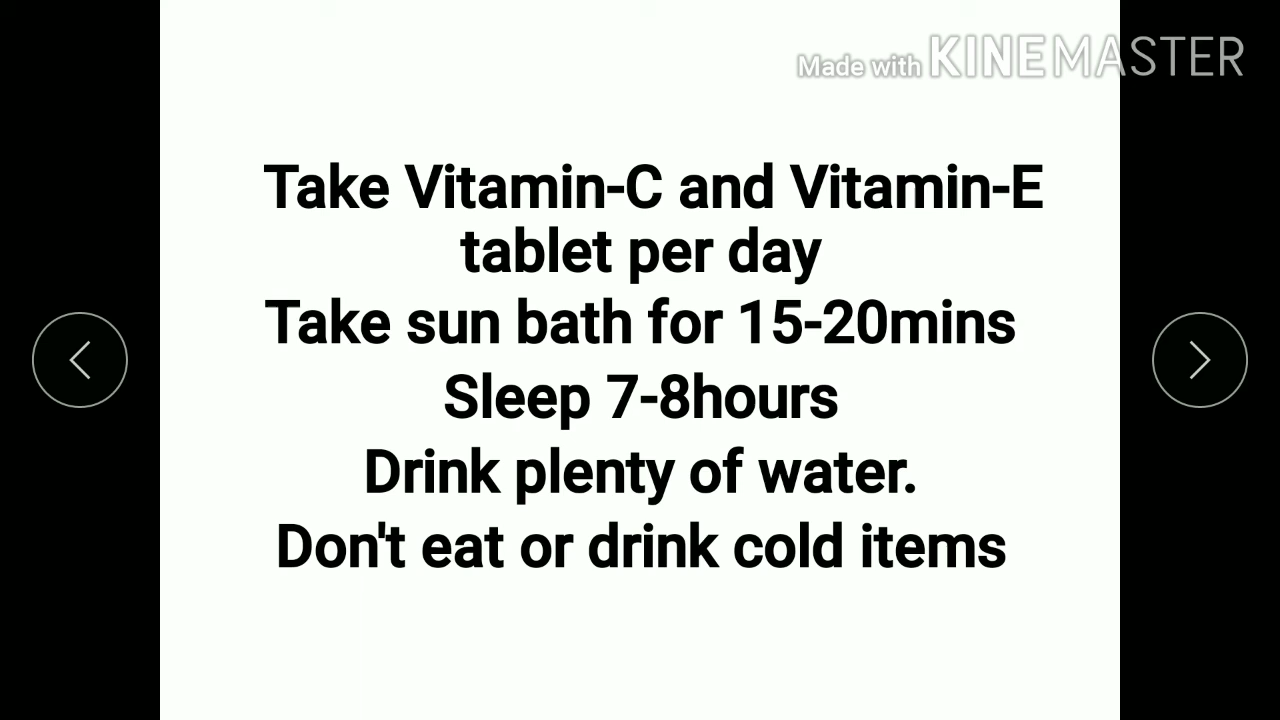 Made with KINEMASTER
Take Vitamin-C and Vitamin-E
tablet per day
Take sun bath for 15-20mins
Sleep 7-8hours
Drink plenty of water.
Don't eat or drink cold items